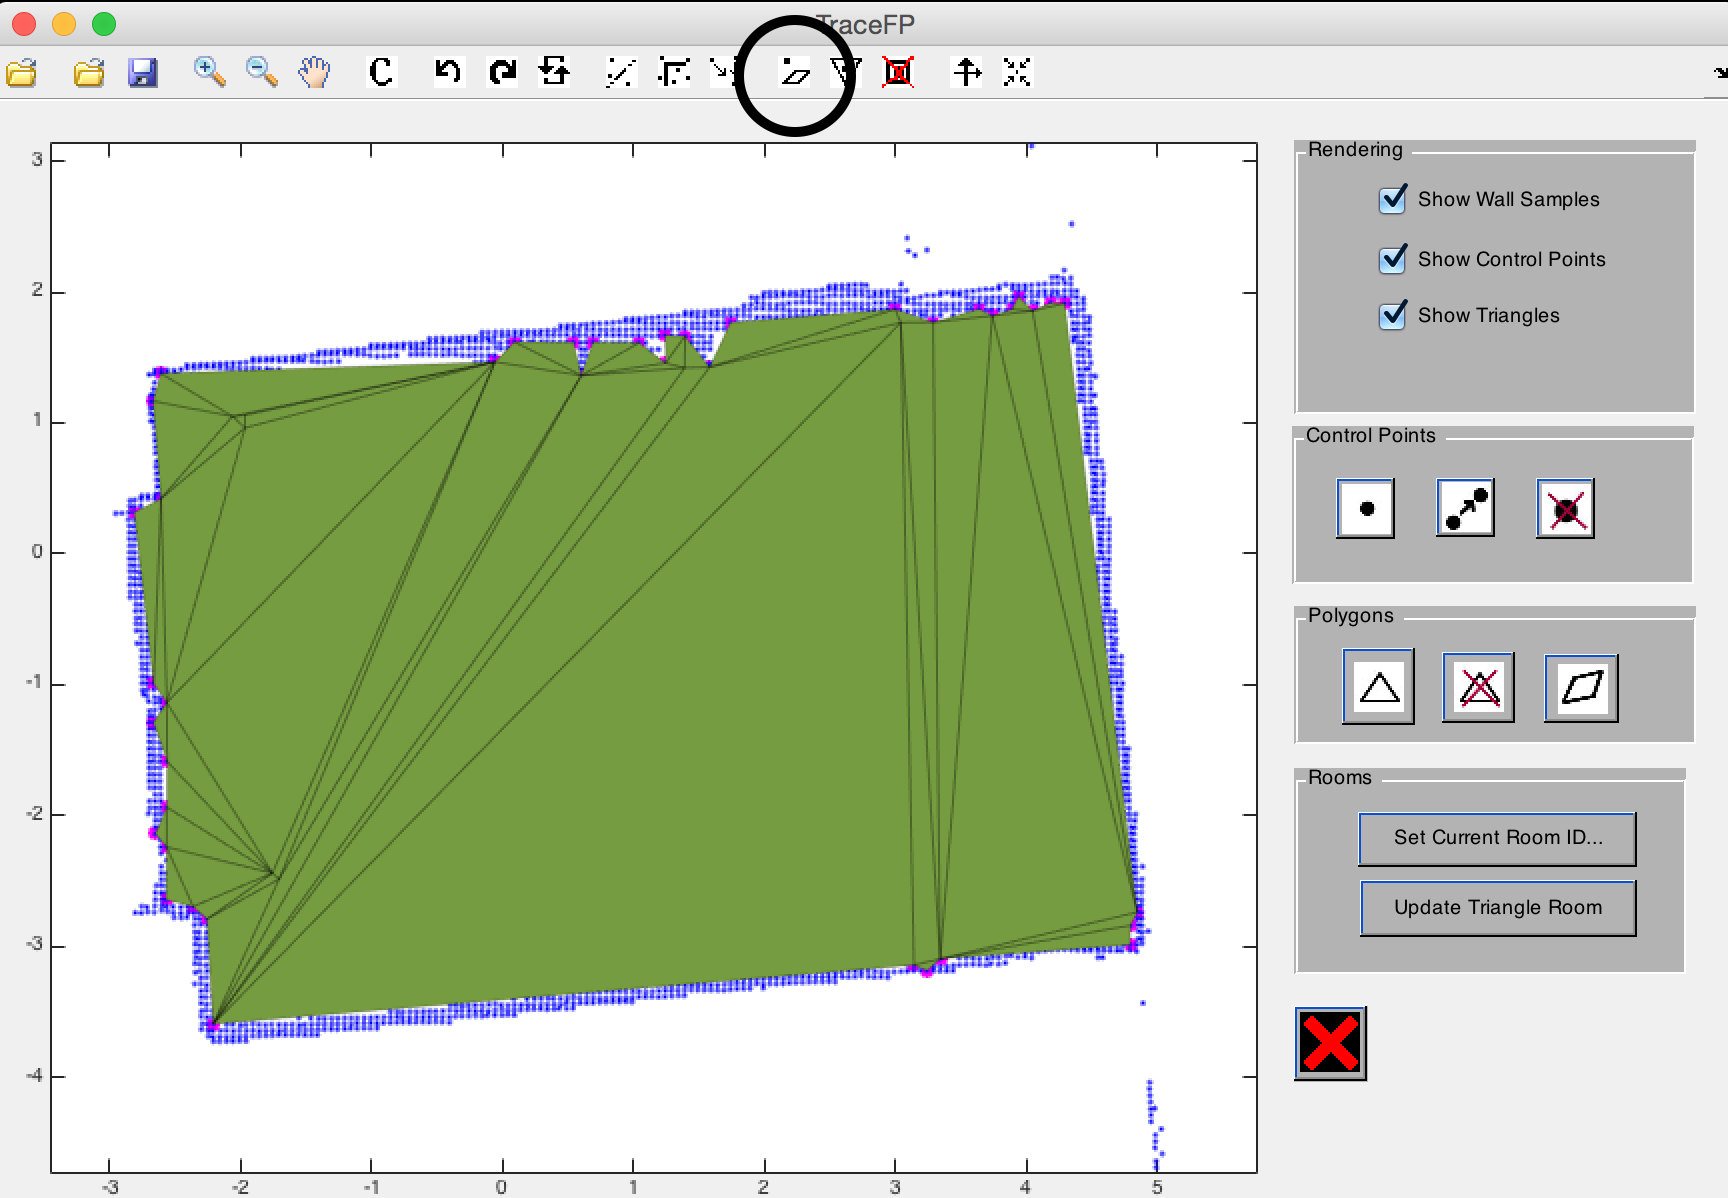 TraceFP
C
3
2
1
0
-1
-2
-3
-4
-3
-2
-1
0
1
2
3
4
5
Rendering
Show Wall Samples
Show Control Points
Show Triangles
Control Points
Polygons
Rooms
Set Current Room ID...
Update Triangle Room